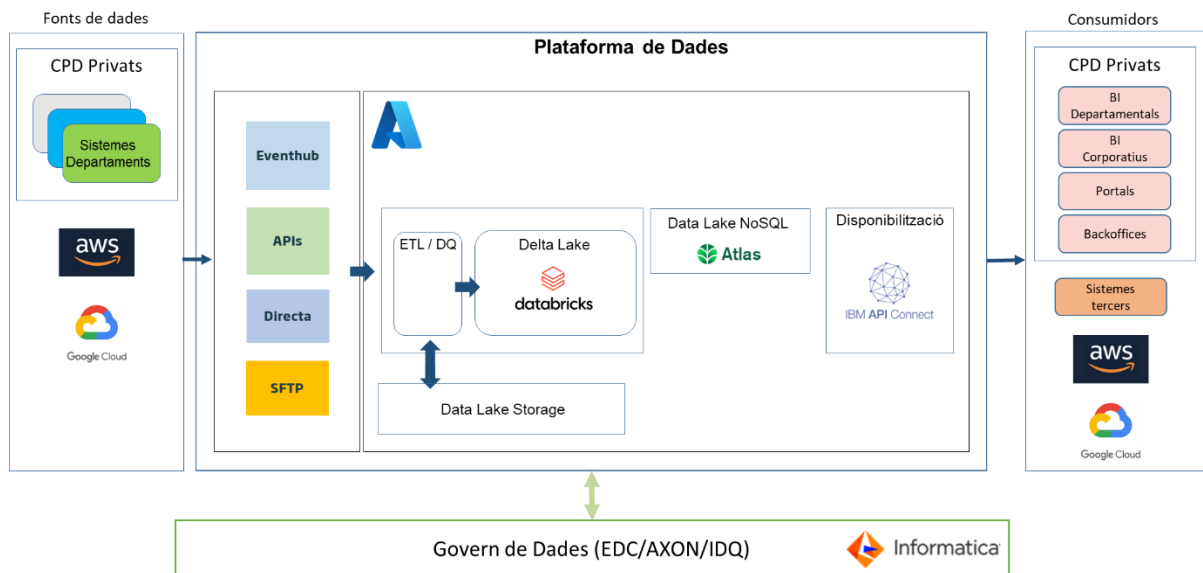 Fonts de dades
CPD Privats
Sistemes
Departaments
aws
Google Cloud
Plataforma de Dades
Eventhub
APIs
Directa
SFTP
ETL / DQ
Delta Lake
databricks
Data Lake Storage
Data Lake NoSQL
Atlas
Disponibilització
IBM API Connect
Consumidors
CPD Privats
BI
Departamentals
BI
Corporatius
Portals
Backoffices
Sistemes
tercers
aws
Google Cloud
Govern de Dades (EDC/AXON/IDQ)
Informatica